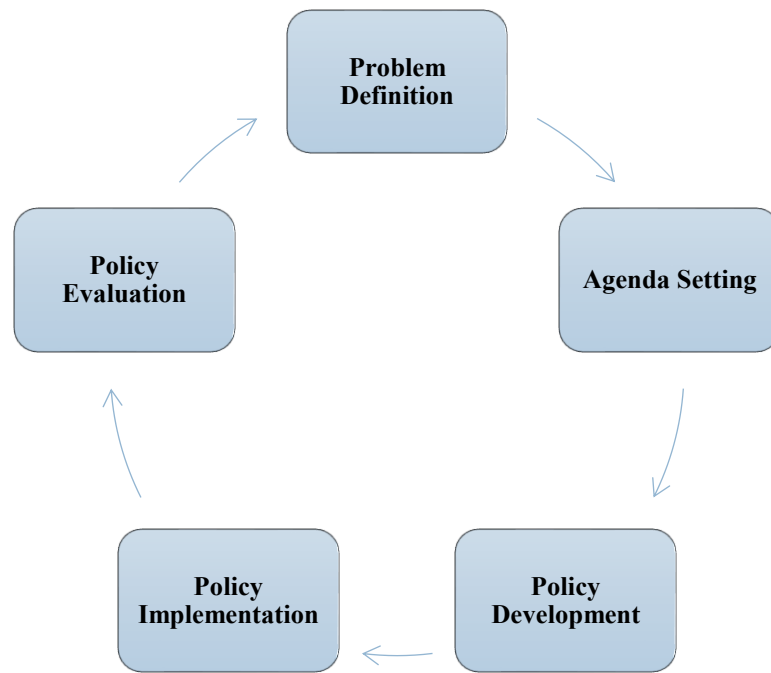 Problem
Definition
Agenda Setting
Policy
Development
Policy
Implementation
Policy
Evaluation